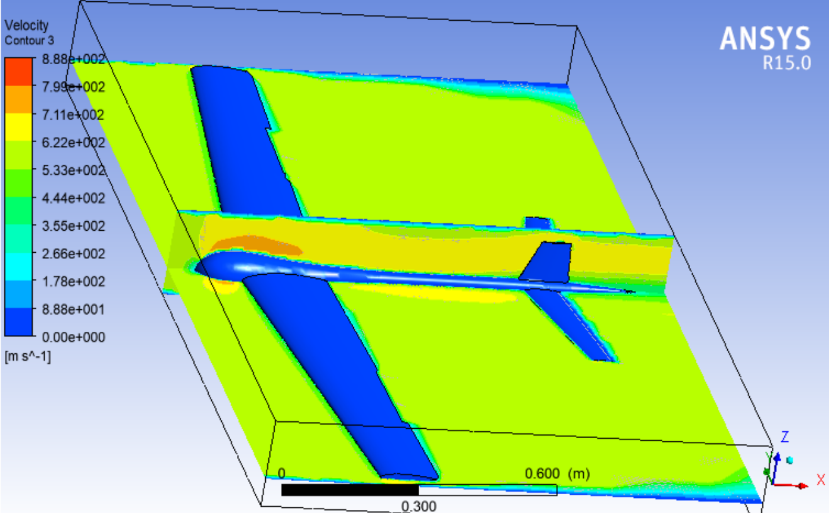 Velocity
Contour 3
8.88e+002
7.99e+002
7.11e+002
6.22e+002
5.33e+002
4.44e+002
3.55e+002
2.66e+002
1.78e+002
8.88e+001
0.00e+000
[m s^-1]
ANSYS
R15.0
0
0.600 (m)
0.300
Z
Y
X